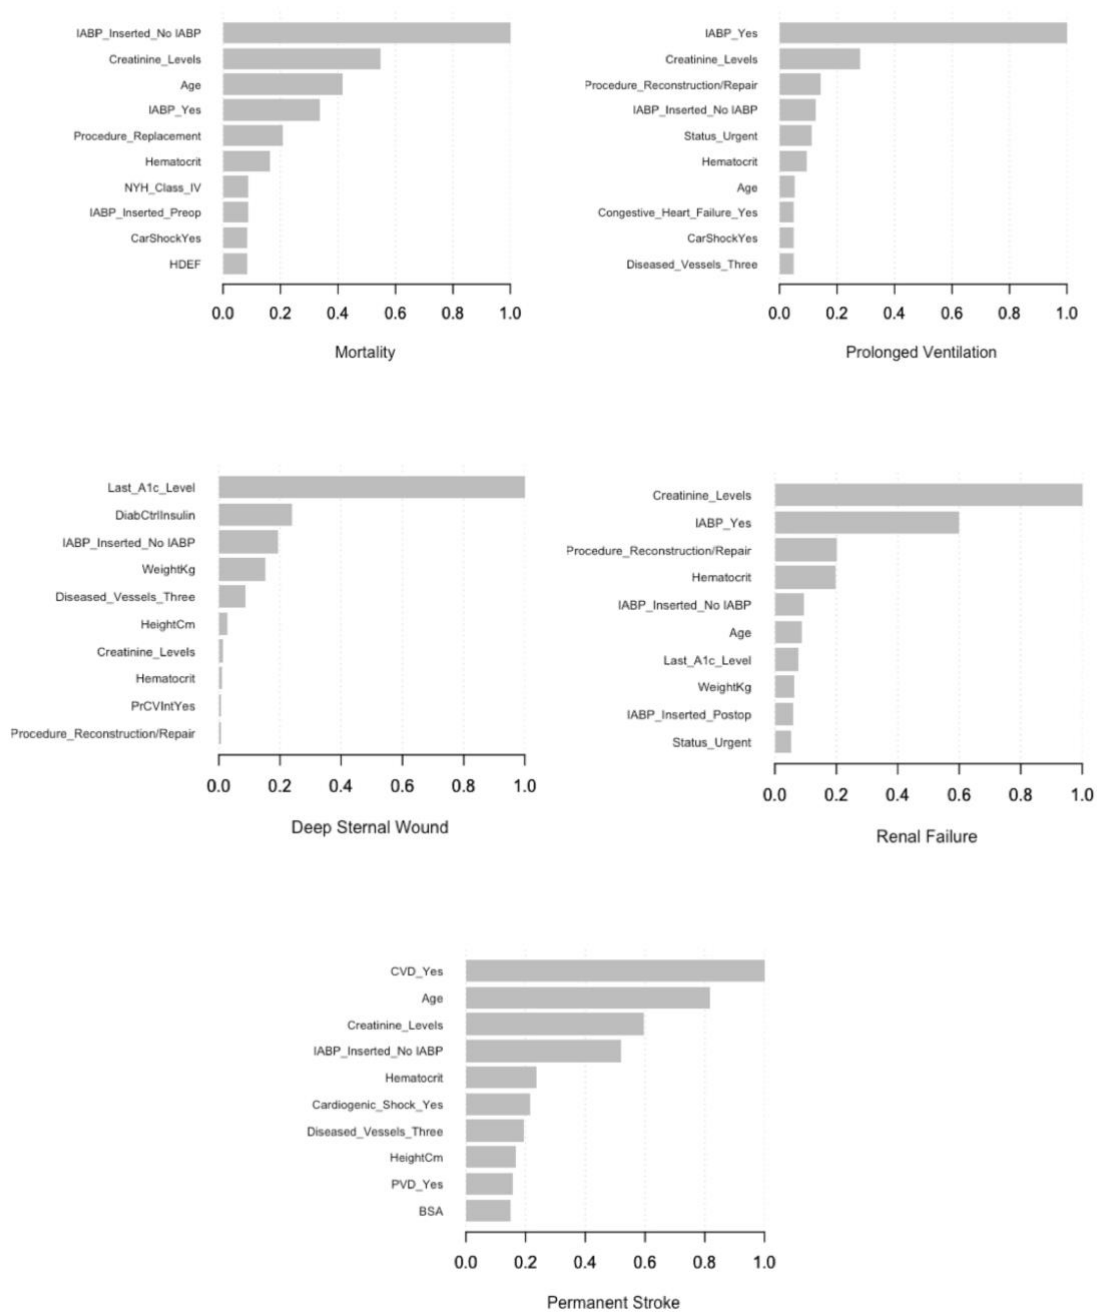 IABP_Inserted_No IABP
Creatinine_Levels
Age
IABP_Yes
Procedure_Replacement
Hematocrit
NYH_Class_IV
IABP_Inserted_Preop
CarShockYes
HDEF
0.0 0.2 0.4 0.6 0.8 1.0
Mortality
IABP_Yes
Creatinine_Levels
Procedure_Reconstruction/Repair
IABP_Inserted_No IABP
Status_Urgent
Hematocrit
Age
Congestive_Heart_Failure_Yes
CarShockYes
Diseased_Vessels_Three
0.0 0.2 0.4 0.6 0.8 1.0
Prolonged Ventilation
Last_A1c_Level
DiabCtrlInsulin
IABP_Inserted_No IABP
WeightKg
Diseased_Vessels_Three
HeightCm
Creatinine_Levels
Hematocrit
PrCVIntYes
Procedure_Reconstruction/Repair
0.0 0.2 0.4 0.6 0.8 1.0
Deep Sternal Wound
Creatinine_Levels
IABP_Yes
Procedure_Reconstruction/Repair
Hematocrit
IABP_Inserted_No IABP
Age
Last_A1c_Level
WeightKg
IABP_Inserted_Postop
Status_Urgent
0.0 0.2 0.4 0.6 0.8 1.0
Renal Failure
CVD_Yes
Age
Creatinine_Levels
IABP_Inserted_No IABP
Hematocrit
Cardiogenic_Shock_Yes
Diseased_Vessels_Three
HeightCm
PVD_Yes
BSA
0.0 0.2 0.4 0.6 0.8 1.0
Permanent Stroke